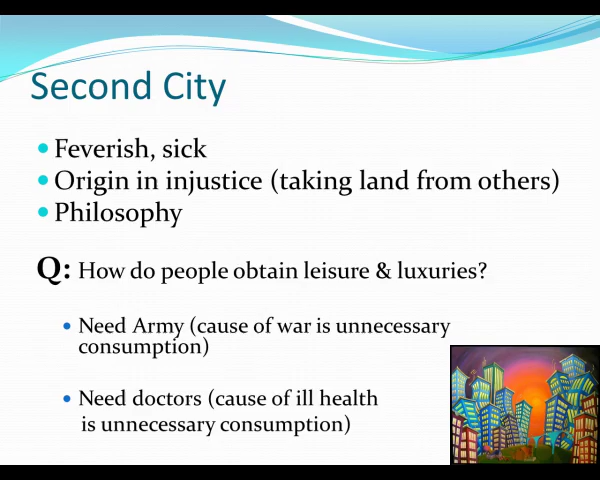 Second City
Feverish, sick
Origin in injustice (taking land from others)
Philosophy
Q: How do people obtain leisure & luxuries?
Need Army (cause of war is unnecessary
consumption)
Need doctors (cause of ill health
is unnecessary consumption)